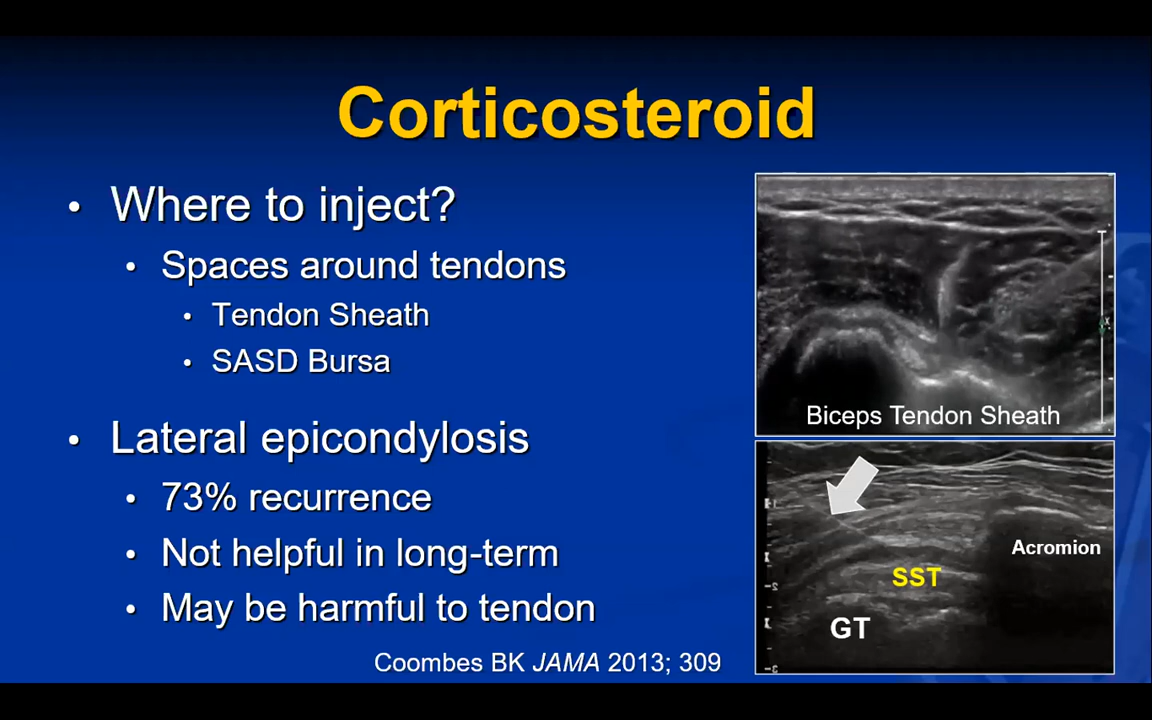 Corticosteroid
• Where to inject?
• Spaces around tendons
• Tendon Sheath
• SASD Bursa
• Lateral epicondylosis
• 73% recurrence
• Not helpful in long-term
• May be harmful to tendon
Coombes BK JAMA 2013; 309
Biceps Tendon Sheath
Acromion
SST
GT